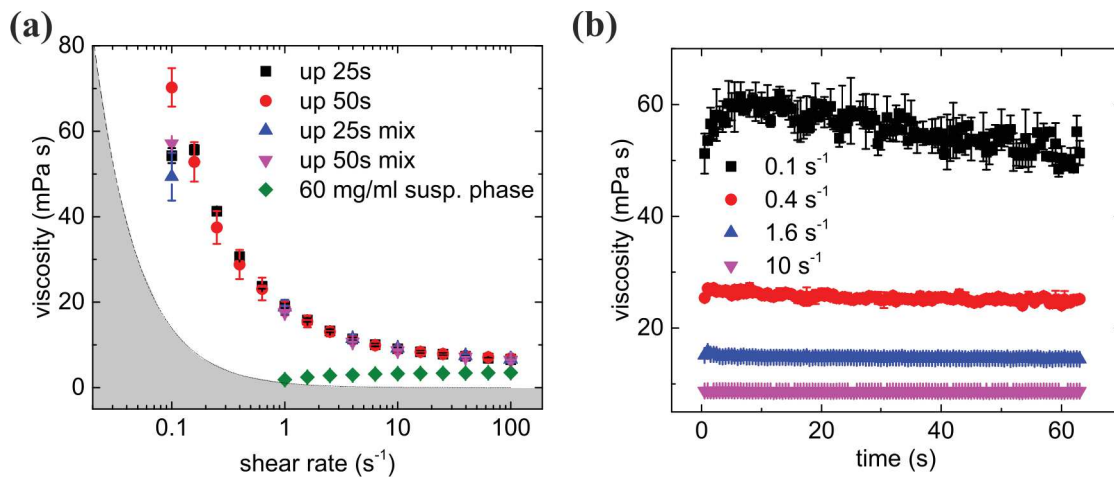 (a)
80
60
40
20
0
viscosity (mPa s)
0.1
1
10
100
shear rate (s⁻¹)
up 25s
up 50s
up 25s mix
up 50s mix
60 mg/ml susp. phase
(b)
60
40
20
viscosity (mPa s)
0
20
40
60
time (s)
0.1 s⁻¹
0.4 s⁻¹
1.6 s⁻¹
10 s⁻¹